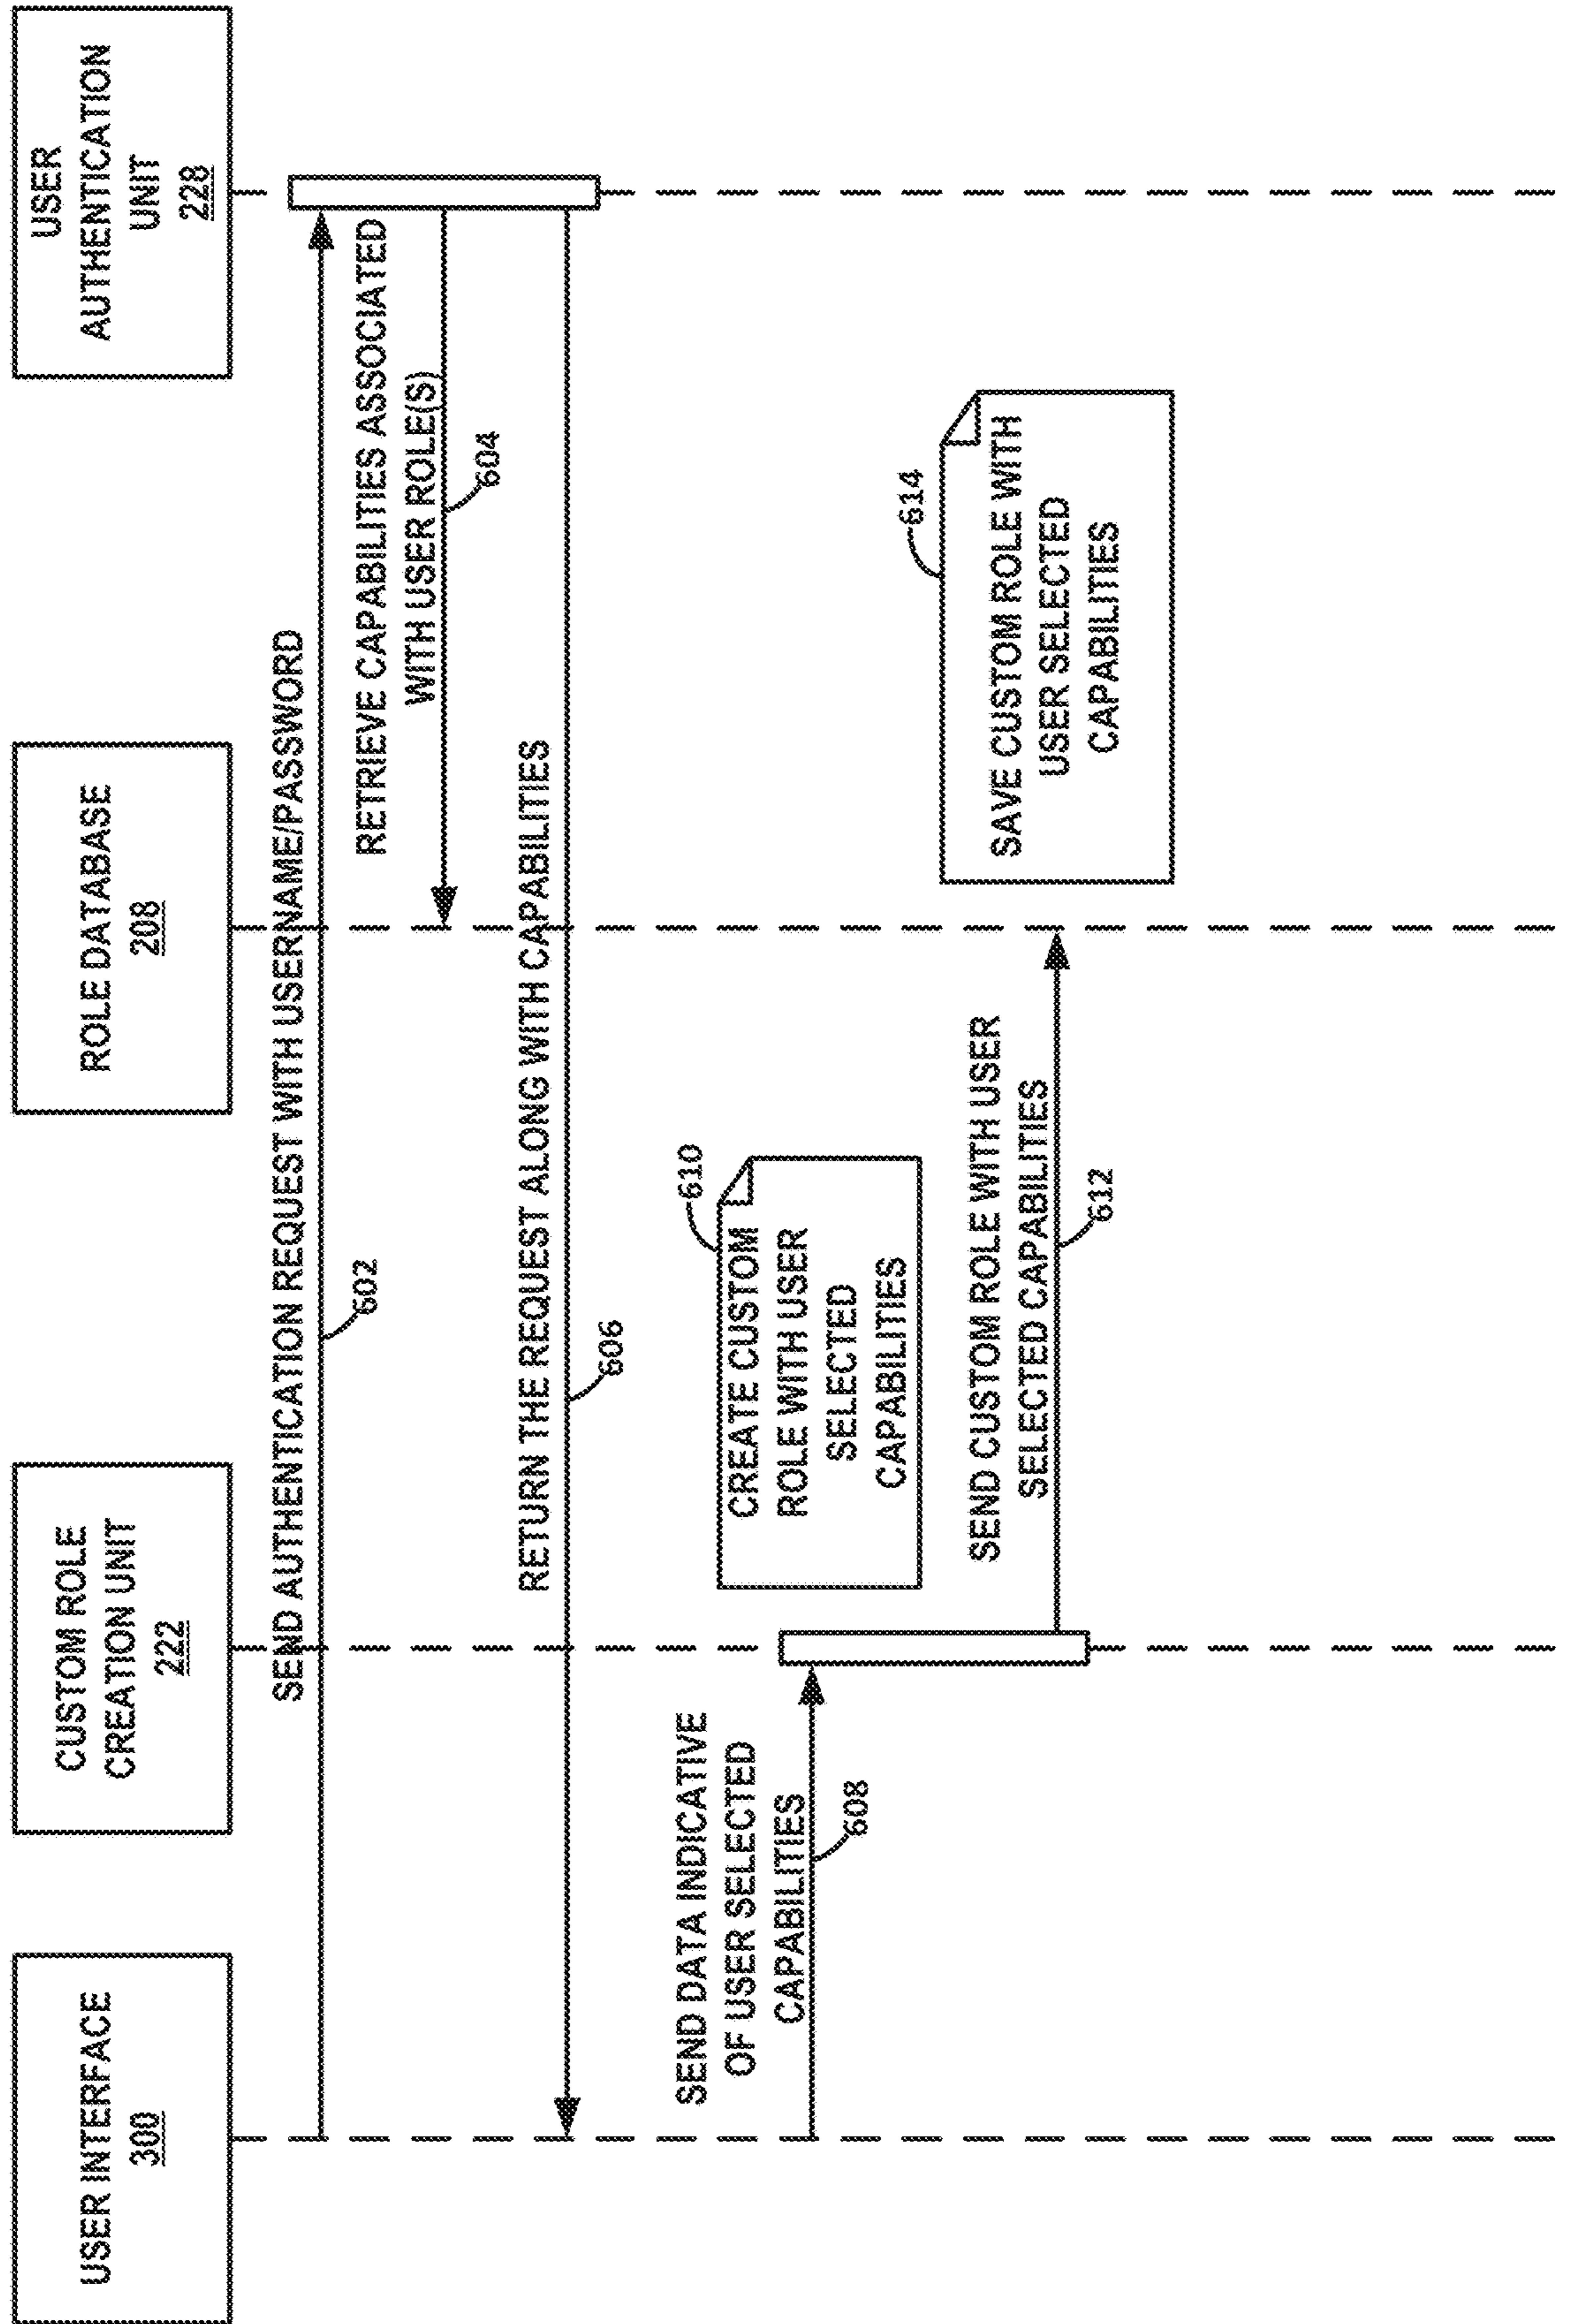 USER INTERFACE
300
CUSTOM ROLE
CREATION UNIT
222
ROLE DATABASE
208
USER
AUTHENTICATION
UNIT
228
SEND AUTHENTICATION REQUEST WITH USERNAME/PASSWORD
602
RETRIEVE CAPABILITIES ASSOCIATED
WITH USER ROLE(S)
604
RETURN THE REQUEST ALONG WITH CAPABILITIES
606
SEND DATA INDICATIVE
OF USER SELECTED
CAPABILITIES
608
610
CREATE CUSTOM
ROLE WITH USER
SELECTED
CAPABILITIES
SEND CUSTOM ROLE WITH USER
SELECTED CAPABILITIES
612
614
SAVE CUSTOM ROLE WITH
USER SELECTED
CAPABILITIES